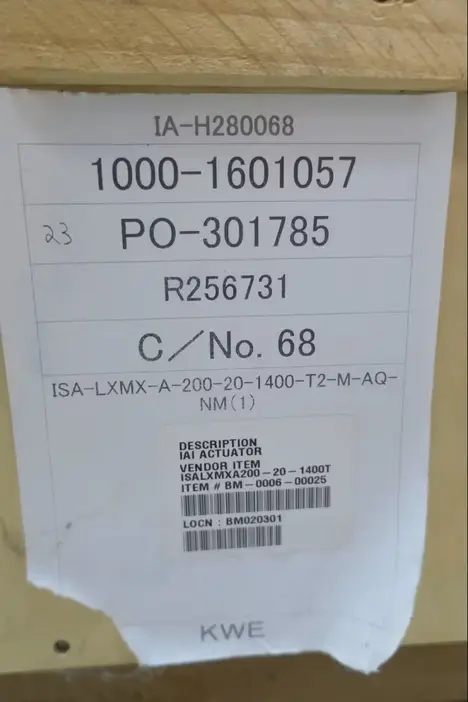 IA-H280068
1000-1601057
23 PO-301785
R256731
C/No. 68
ISA-LXMX-A-200-20-1400-T2-M-AQ-
NM(1)
DESCRIPTION
IAI ACTUATOR
VENDOR ITEM
ISALXMXA200-20-1400T
ITEM # BM-0006-00025
LOCN : BM020301
KWE